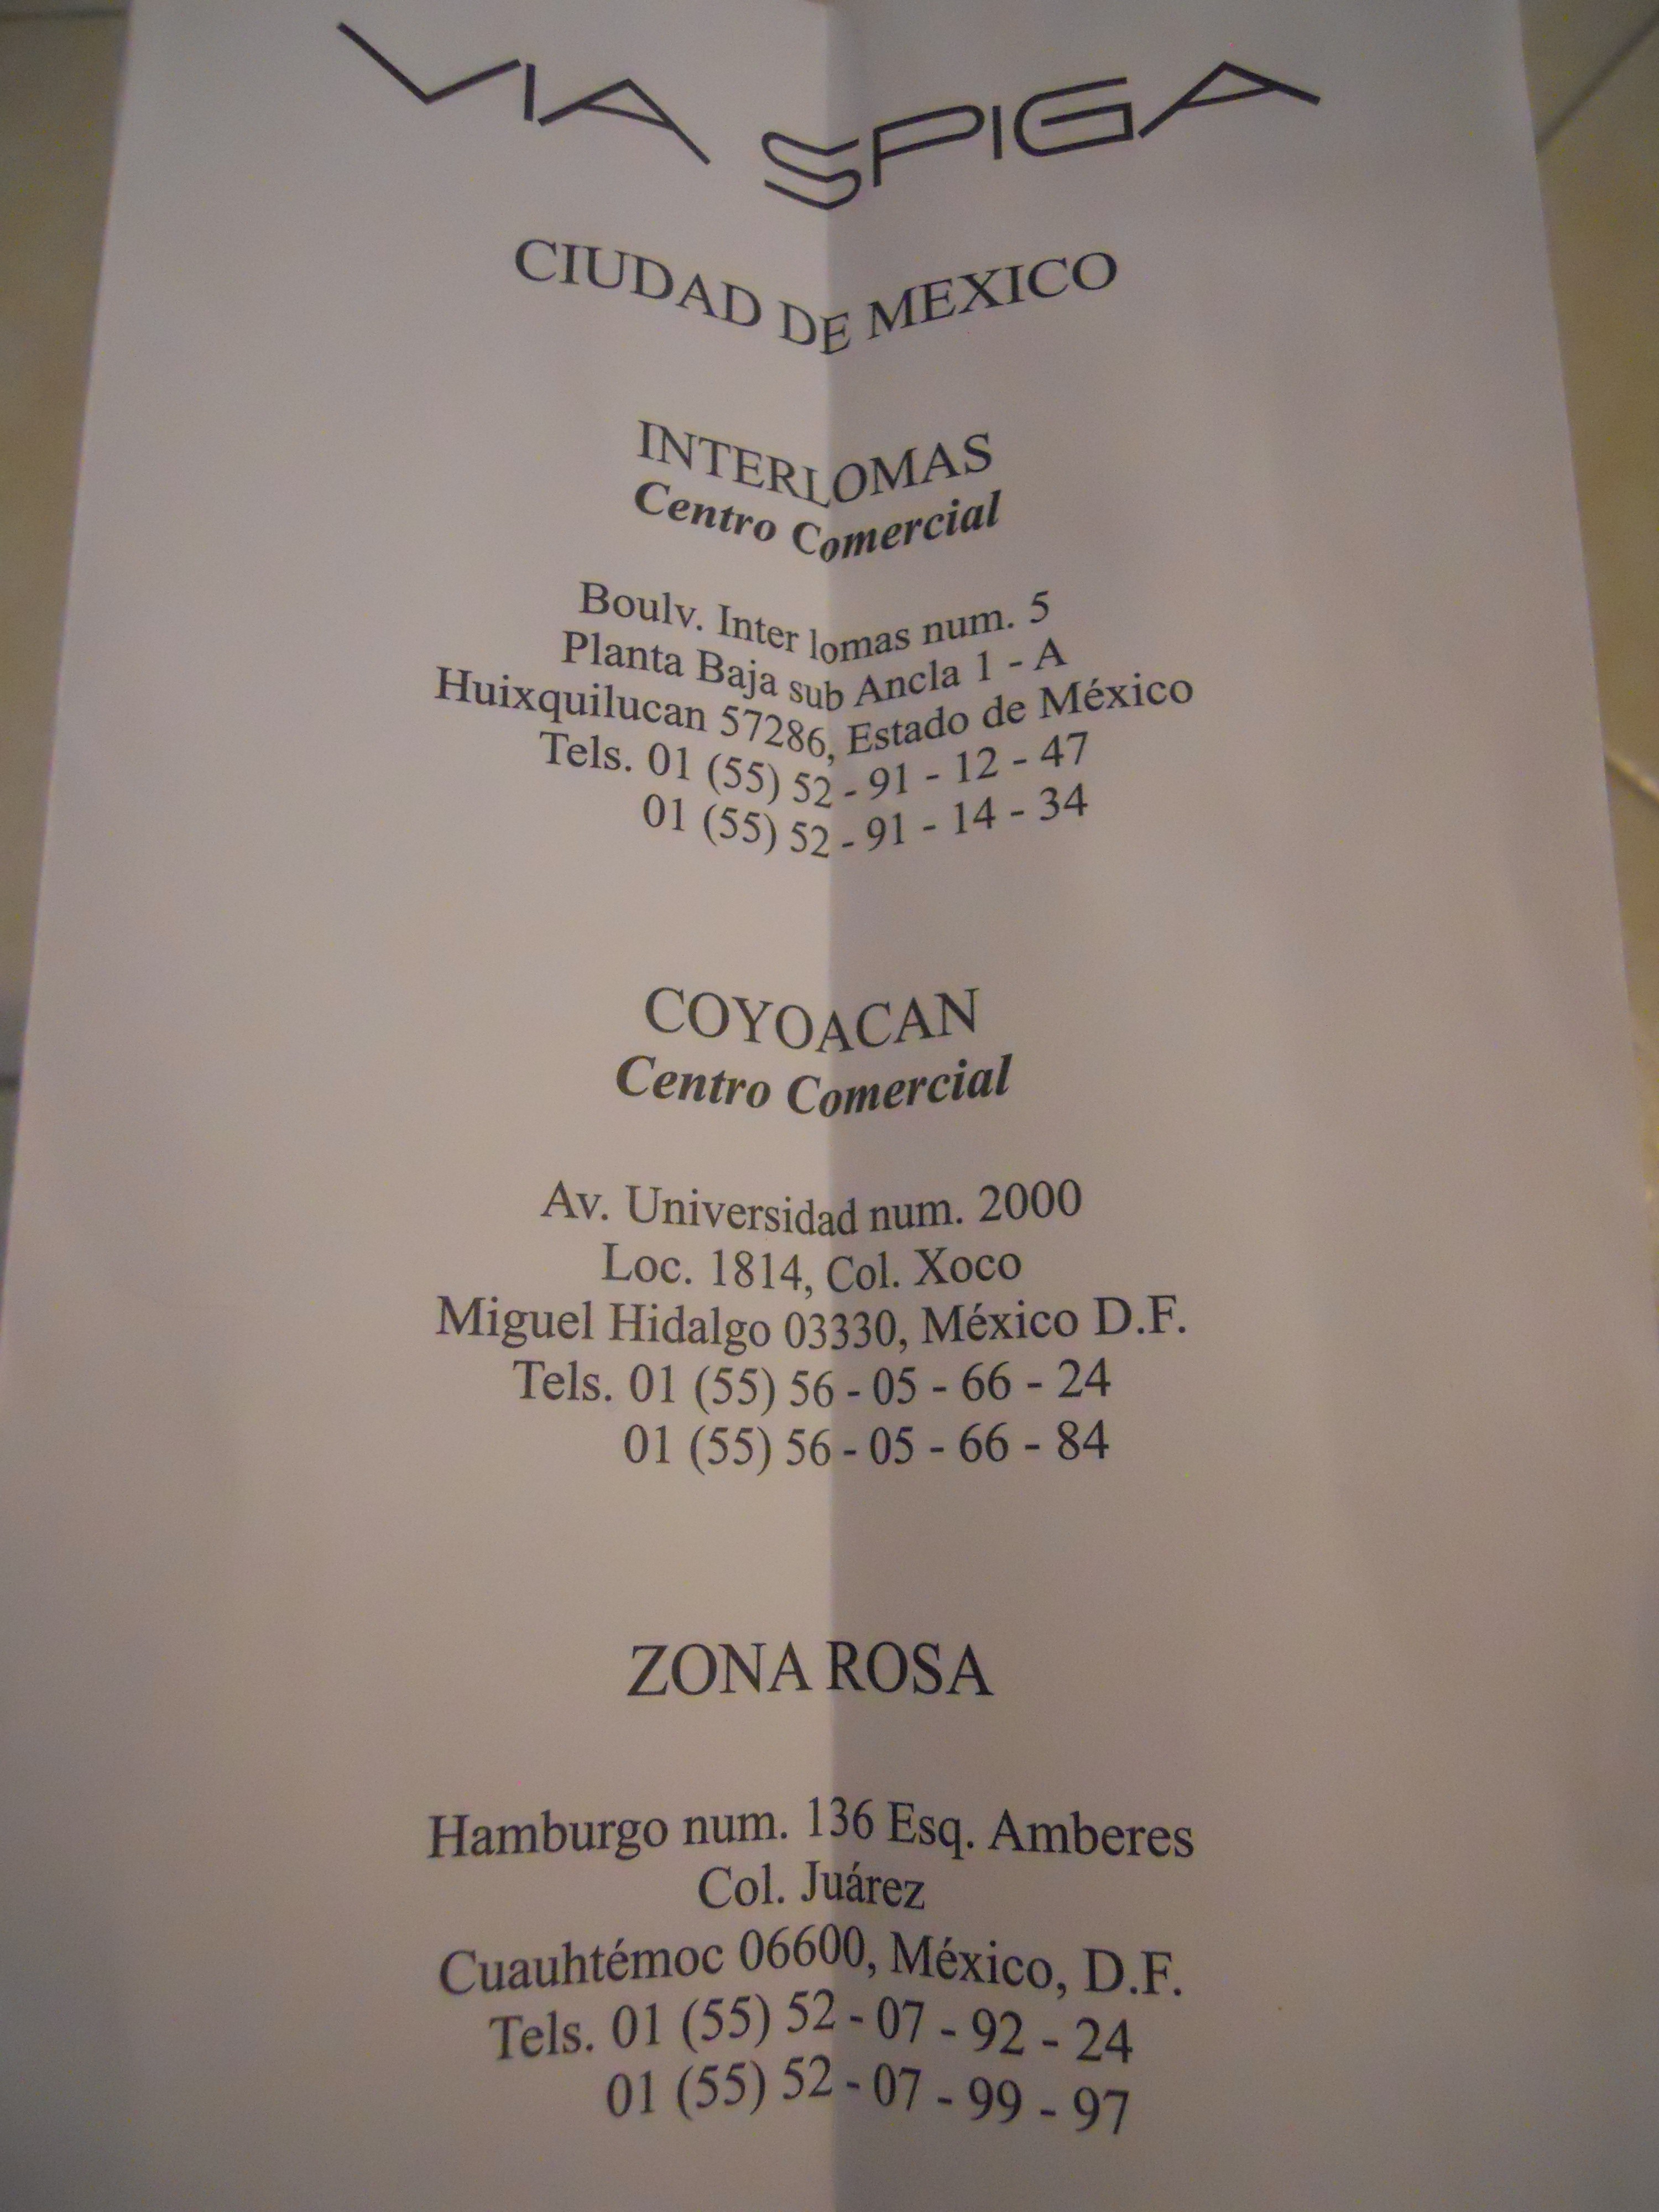 VIA SPIGA
CIUDAD DE MEXICO
INTERLOMAS
Centro Comercial
Boulv. Inter lomas num. 5
Planta Baja sub Ancla 1 - A
Huixquilucan 57286, Estado de México
Tels. 01 (55) 52 - 91 - 12 - 47
01 (55) 52 - 91 - 14 - 34
COYOACAN
Centro Comercial
Av. Universidad num. 2000
Loc. 1814, Col. Xoco
Miguel Hidalgo 03330, México D.F.
Tels. 01 (55) 56 - 05 - 66 - 24
01 (55) 56 - 05 - 66 - 84
ZONA ROSA
Hamburgo num. 136 Esq. Amberes
Col. Juárez
Cuauhtémoc 06600, México, D.F.
Tels. 01 (55) 52 - 07 - 92 - 24
01 (55) 52 - 07 - 99 - 97